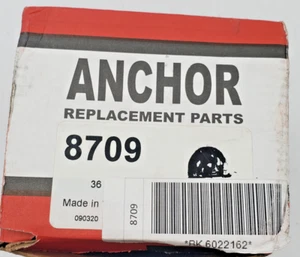 ANCHOR
REPLACEMENT PARTS
8709
36
Made in
090320
8709
*BK 6022162*